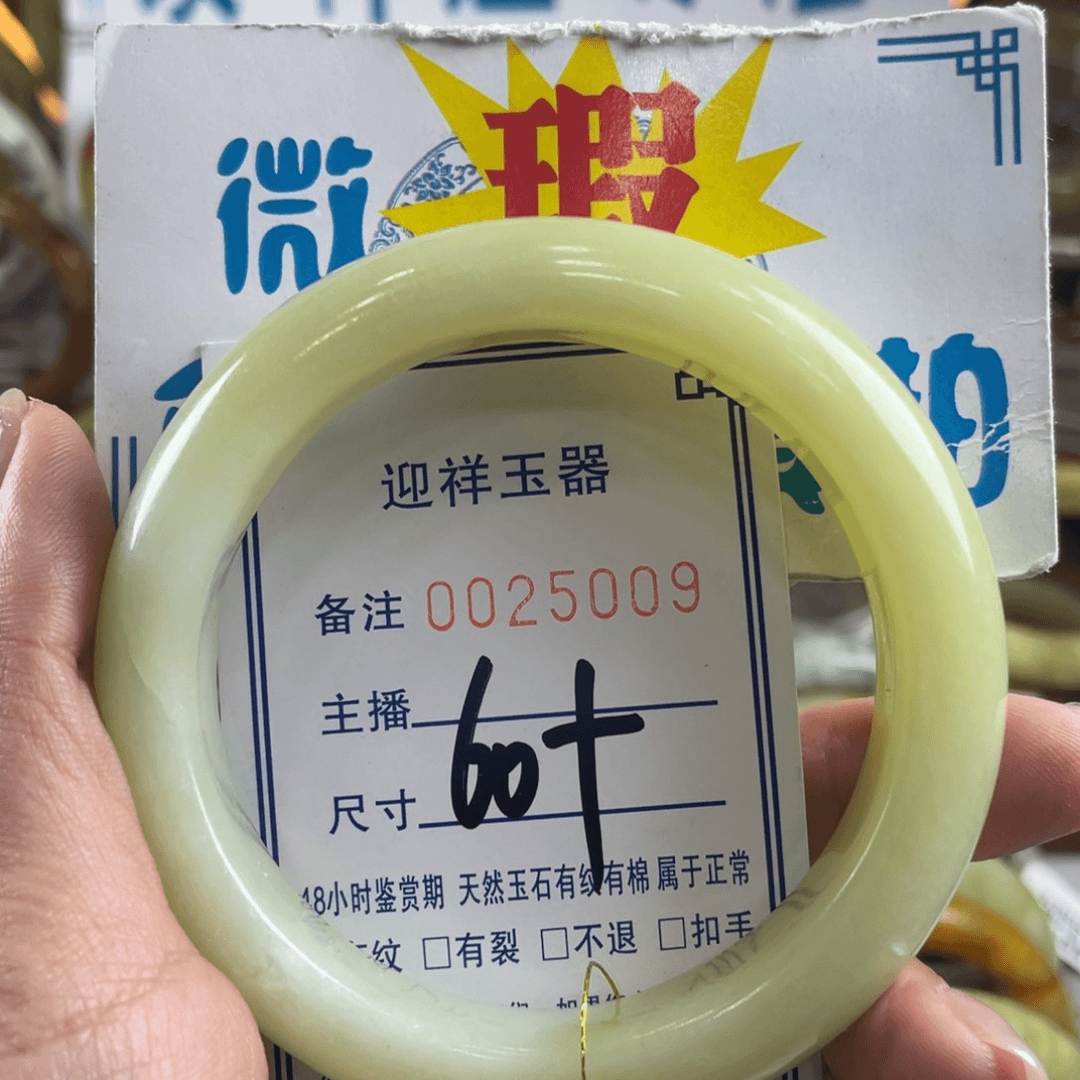 微瑕
迎祥玉器
备注 0025009
主播
尺寸 60+
48小时鉴赏期 天然玉石有纹有棉 属于正常
纹 □有裂 □不退 □扣毛